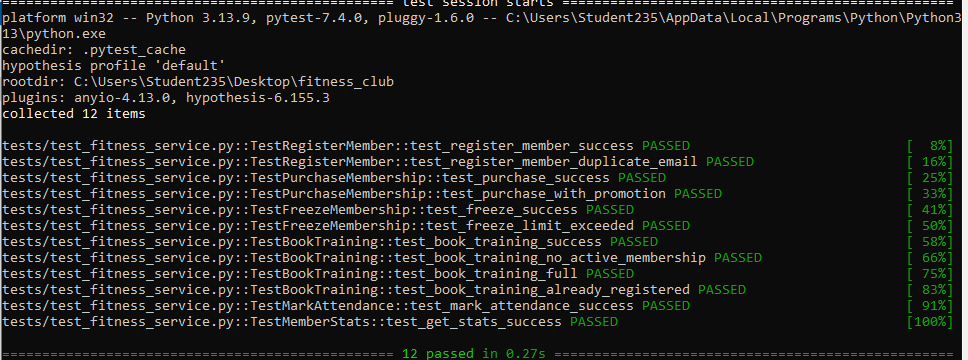 ============================================= test session starts =============================================
platform win32 -- Python 3.13.9, pytest-7.4.0, pluggy-1.6.0 -- C:\Users\Student235\AppData\Local\Programs\Python\Python3
13\python.exe
cachedir: .pytest_cache
hypothesis profile 'default'
rootdir: C:\Users\Student235\Desktop\fitness_club
plugins: anyio-4.13.0, hypothesis-6.155.3
collected 12 items
tests/test_fitness_service.py::TestRegisterMember::test_register_member_success PASSED [  8%]
tests/test_fitness_service.py::TestRegisterMember::test_register_member_duplicate_email PASSED [ 16%]
tests/test_fitness_service.py::TestPurchaseMembership::test_purchase_success PASSED [ 25%]
tests/test_fitness_service.py::TestPurchaseMembership::test_purchase_with_promotion PASSED [ 33%]
tests/test_fitness_service.py::TestFreezeMembership::test_freeze_success PASSED [ 41%]
tests/test_fitness_service.py::TestFreezeMembership::test_freeze_limit_exceeded PASSED [ 50%]
tests/test_fitness_service.py::TestBookTraining::test_book_training_success PASSED [ 58%]
tests/test_fitness_service.py::TestBookTraining::test_book_training_no_active_membership PASSED [ 66%]
tests/test_fitness_service.py::TestBookTraining::test_book_training_full PASSED [ 75%]
tests/test_fitness_service.py::TestBookTraining::test_book_training_already_registered PASSED [ 83%]
tests/test_fitness_service.py::TestMarkAttendance::test_mark_attendance_success PASSED [ 91%]
tests/test_fitness_service.py::TestMemberStats::test_get_stats_success PASSED [100%]
============================================= 12 passed in 0.27s =============================================